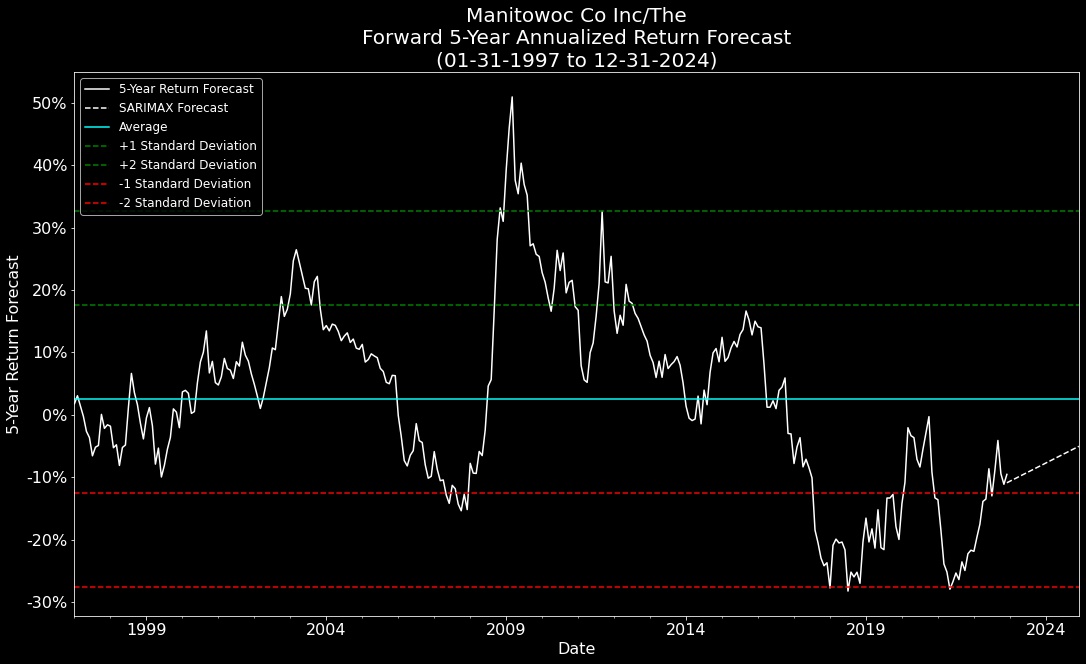 Manitowoc Co Inc/The
Forward 5-Year Annualized Return Forecast
(01-31-1997 to 12-31-2024)
5-Year Return Forecast
SARIMAX Forecast
Average
+1 Standard Deviation
+2 Standard Deviation
-1 Standard Deviation
-2 Standard Deviation
5-Year Return Forecast
50%
40%
30%
20%
10%
0%
-10%
-20%
-30%
1999
2004
2009
2014
2019
2024
Date